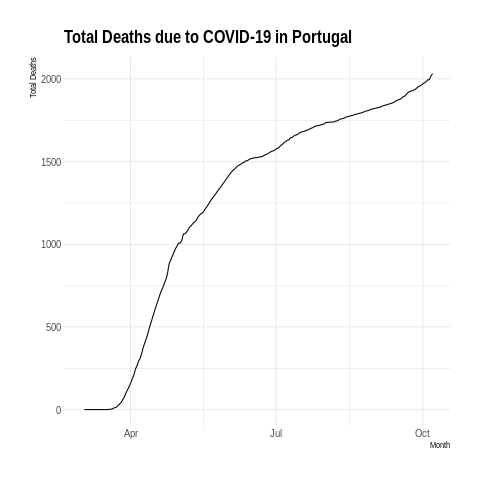 Total Deaths due to COVID-19 in Portugal
Total Deaths
2000
1500
1000
500
0
Apr
Jul
Oct
Month